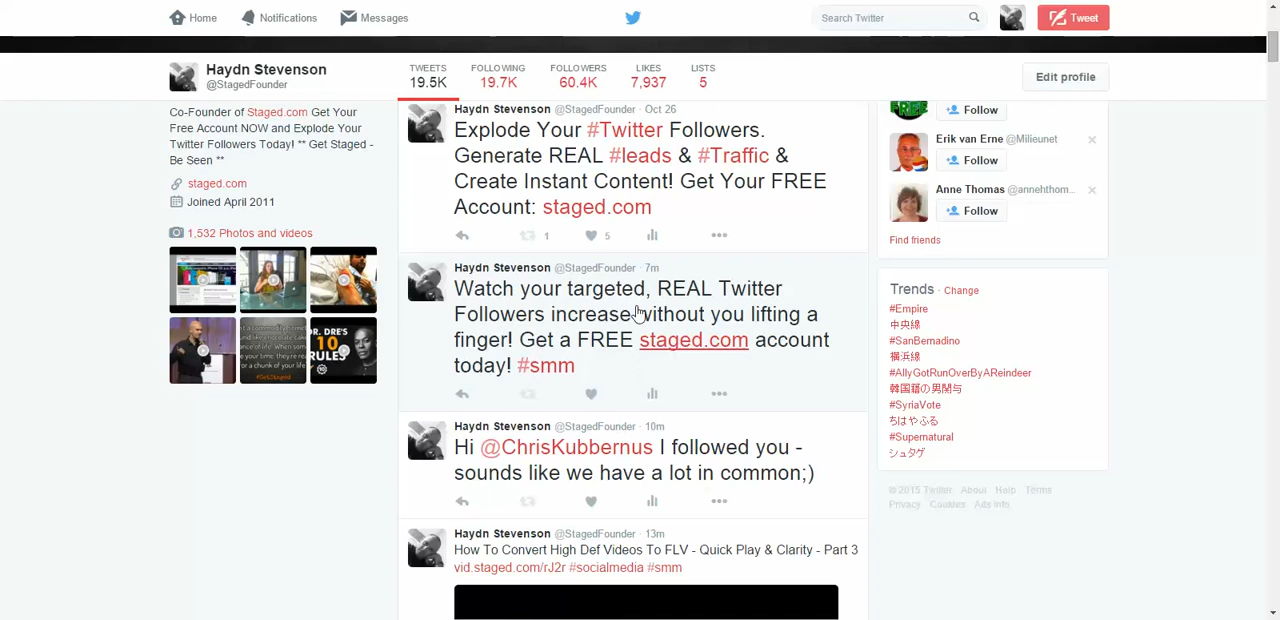 Home Notifications Messages Search Twitter Tweet
Haydn Stevenson
@StagedFounder
TWEETS FOLLOWING FOLLOWERS LIKES LISTS
19.5K 19.7K 60.4K 7,937 5
Edit profile
Co-Founder of Staged.com Get Your
Free Account NOW and Explode Your
Twitter Followers Today! ** Get Staged -
Be Seen **
staged.com
Joined April 2011
1,532 Photos and videos
DR. DRE'S
10
RULES
Haydn Stevenson @StagedFounder · Oct 26
Explode Your #Twitter Followers.
Generate REAL #leads & #Traffic &
Create Instant Content! Get Your FREE
Account: staged.com
1 5
Haydn Stevenson @StagedFounder · 7m
Watch your targeted, REAL Twitter
Followers increase without you lifting a
finger! Get a FREE staged.com account
today! #smm
Haydn Stevenson @StagedFounder · 10m
Hi @ChrisKubbernus I followed you -
sounds like we have a lot in common;)
Haydn Stevenson @StagedFounder · 13m
How To Convert High Def Videos To FLV - Quick Play & Clarity - Part 3
vid.staged.com/rJ2r #socialmedia #smm
FREE
Follow
Erik van Erne @Milieunet
Follow
Anne Thomas @annehthom...
Follow
Find friends
Trends · Change
#Empire
中央線
#SanBernadino
横浜線
#AllyGotRunOverByAReindeer
#SyriaVote
ちはやふる
#Supernatural
シュタゲ
© 2015 Twitter About Help Terms
Privacy Cookies Ads info